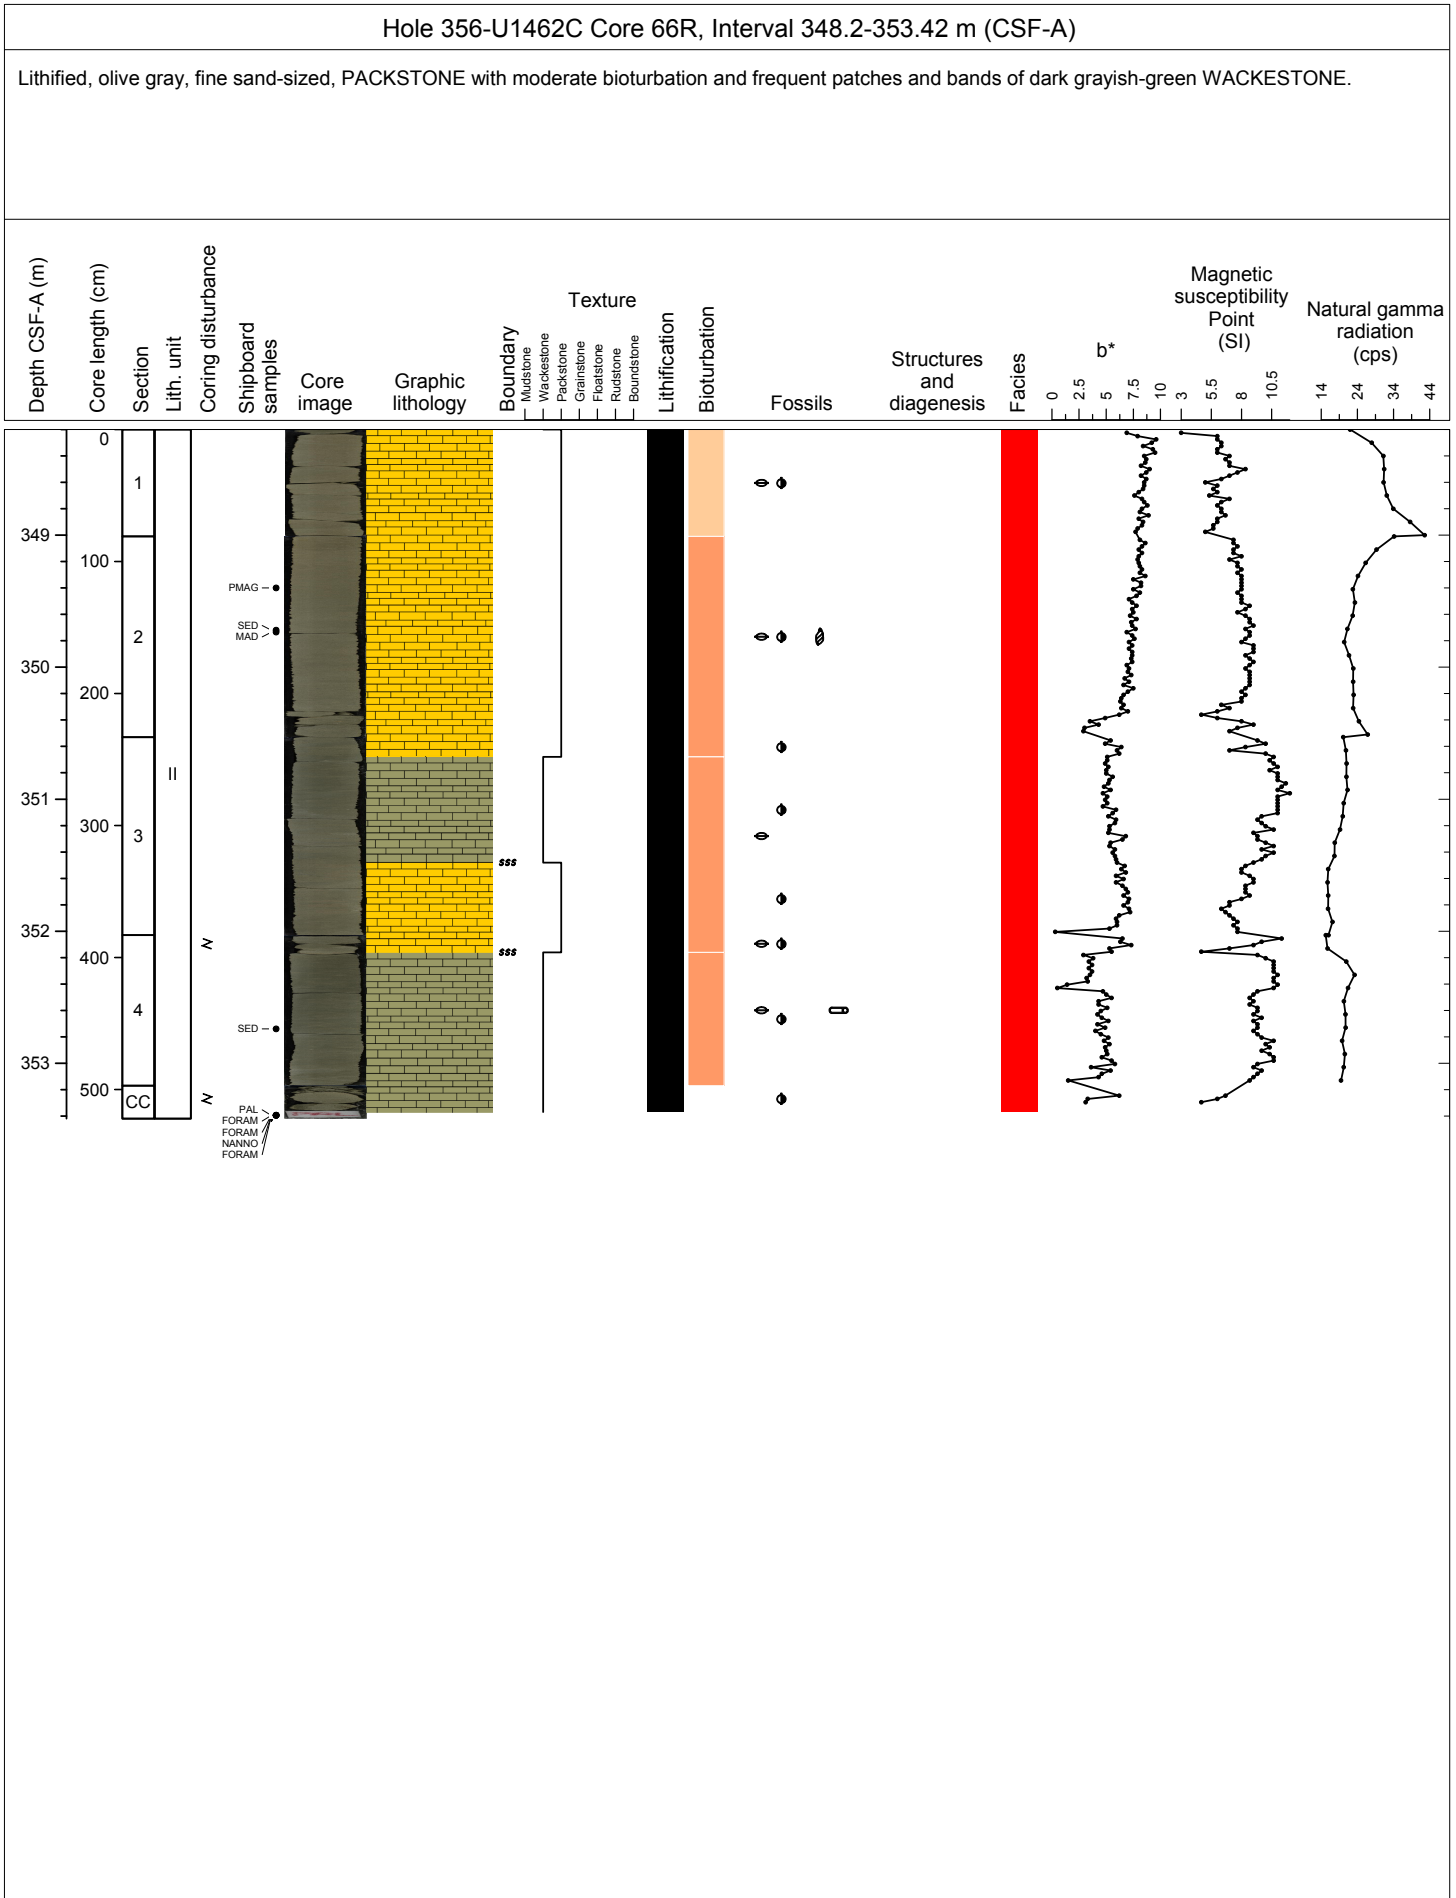 Hole 356-U1462C Core 66R, Interval 348.2-353.42 m (CSF-A)
Lithified, olive gray, fine sand-sized, PACKSTONE with moderate bioturbation and frequent patches and bands of dark grayish-green WACKESTONE.
Depth CSF-A (m)
Core length (cm)
Section
Lith. unit
Coring disturbance
Shipboard
samples
Core
image
Graphic
lithology
Boundary
Texture
Mudstone
Wackestone
Packstone
Grainstone
Floatstone
Rudstone
Boundstone
Lithification
Bioturbation
Fossils
Structures
and
diagenesis
Facies
b*
0 2.5 5 7.5 10
Magnetic
susceptibility
Point
(SI)
3 5.5 8 10.5
Natural gamma
radiation
(cps)
14 24 34 44
349
350
351
352
353
0
100
200
300
400
500
1
2
3
4
CC
II
PMAG
SED
MAD
SED
PAL
FORAM
FORAM
NANNO
FORAM
sss
sss